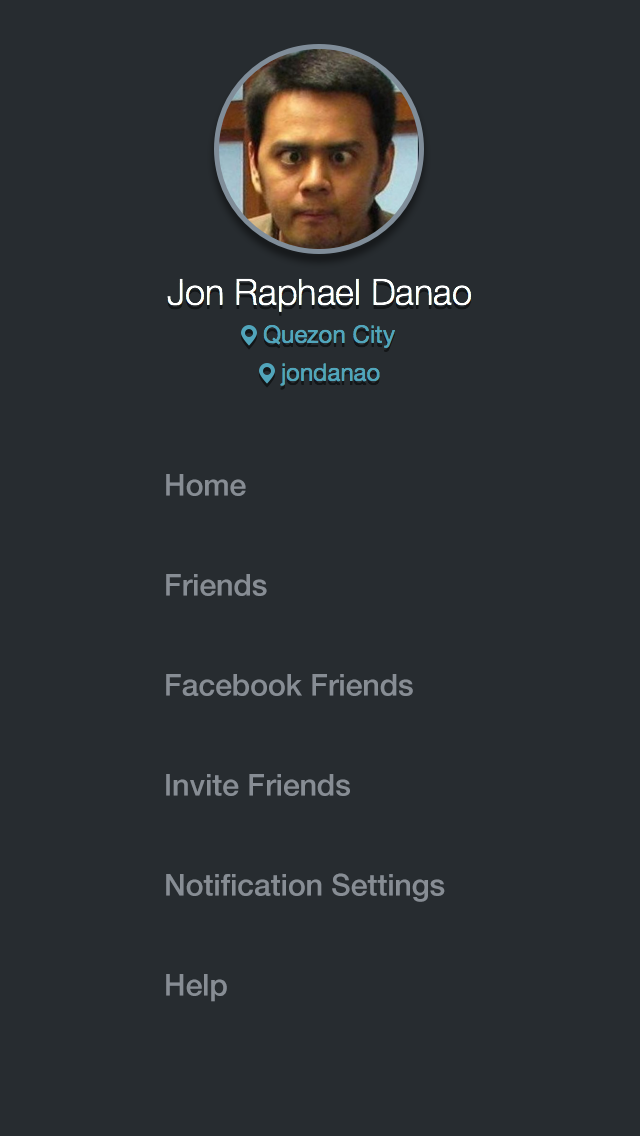 Jon Raphael Danao
Quezon City
jondanao
Home
Friends
Facebook Friends
Invite Friends
Notification Settings
Help